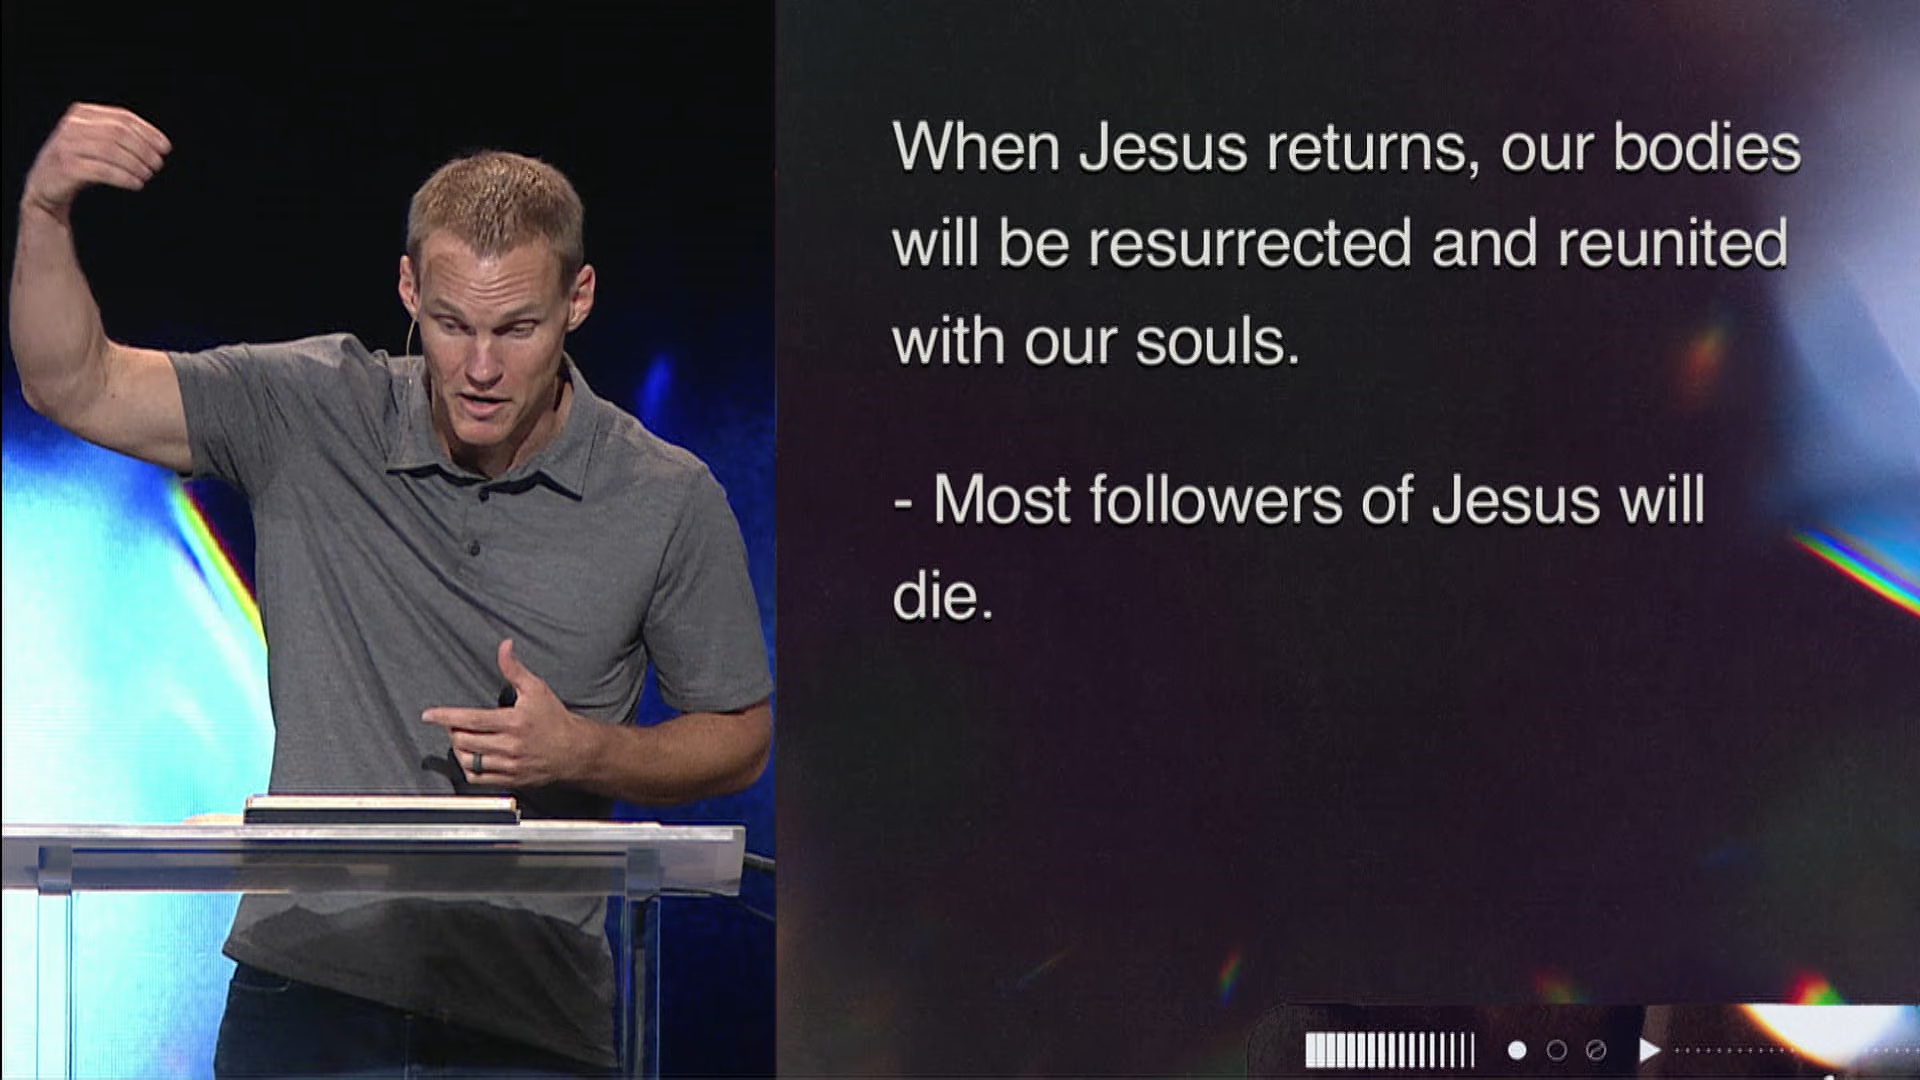 When Jesus returns, our bodies
will be resurrected and reunited
with our souls.
- Most followers of Jesus will
die.